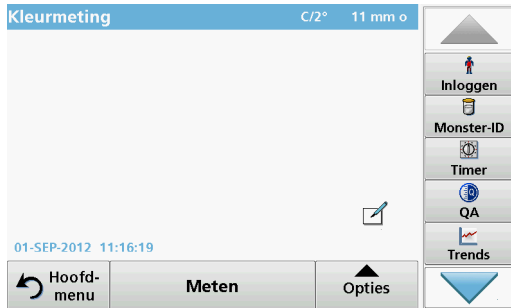 Kleurmeting C/2° 11 mm o
Inloggen
Monster-ID
Timer
QA
Trends
01-SEP-2012 11:16:19
Hoofd-
menu
Meten
Opties